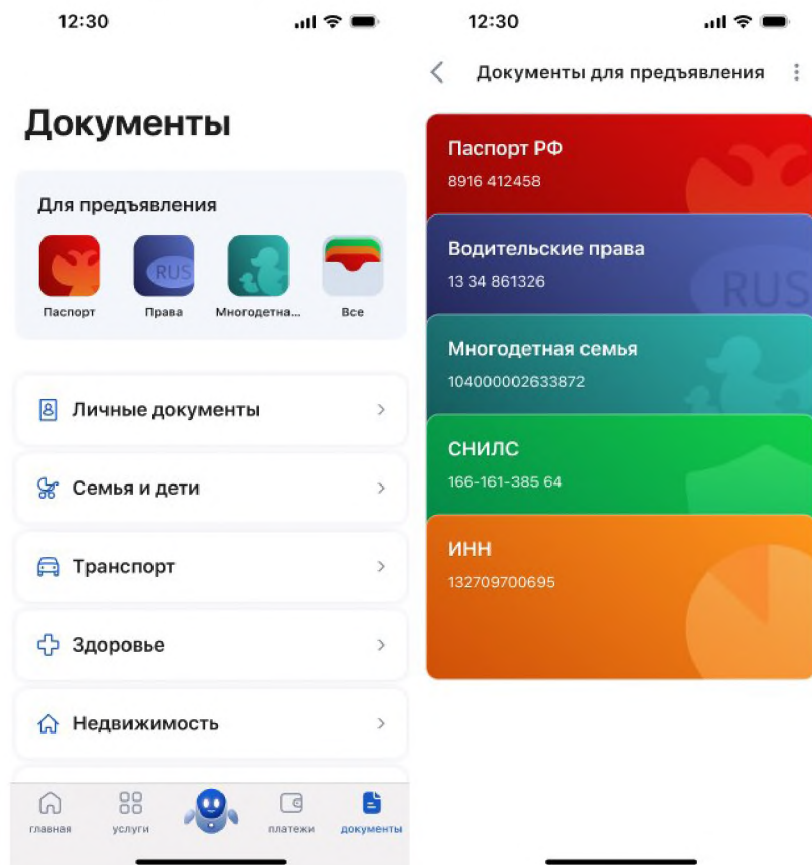 12:30
Документы
Для предъявления
RUS
Паспорт
Права
Многодетна...
Все
Личные документы
Семья и дети
Транспорт
Здоровье
Недвижимость
главная
услуги
платежи
документы
12:30
Документы для предъявления
Паспорт РФ
8916 412458
Водительские права
13 34 861326
RUS
Многодетная семья
104000002633872
СНИЛС
166-161-385 64
ИНН
132709700695